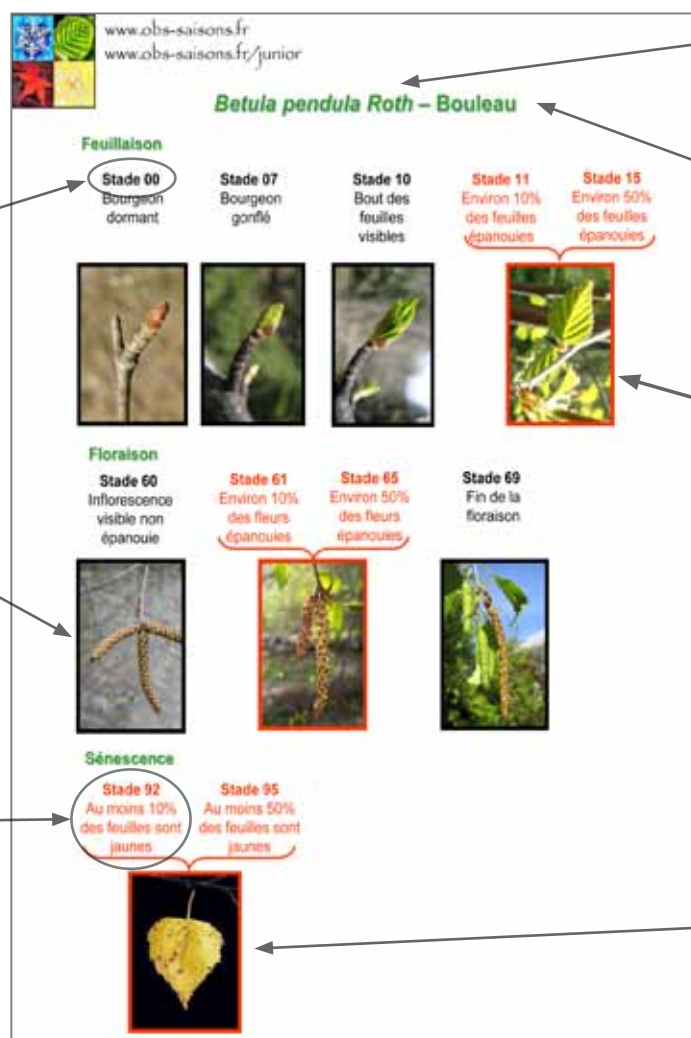 www.obs-saisons.fr
www.obs-saisons.fr/junior
Betula pendula Roth – Bouleau
Feuillaison
Stade 00
Bourgeon
dormant
Stade 07
Bourgeon
gonflé
Stade 10
Bout des
feuilles
visibles
Stade 11
Environ 10%
des feuilles
épanouies
Stade 15
Environ 50%
des feuilles
épanouies
Floraison
Stade 60
Inflorescence
visible non
épanouie
Stade 61
Environ 10%
des fleurs
épanouies
Stade 65
Environ 50%
des fleurs
épanouies
Stade 69
Fin de la
floraison
Sénescence
Stade 92
Au moins 10%
des feuilles sont
jaunes
Stade 95
Au moins 50%
des feuilles sont
jaunes